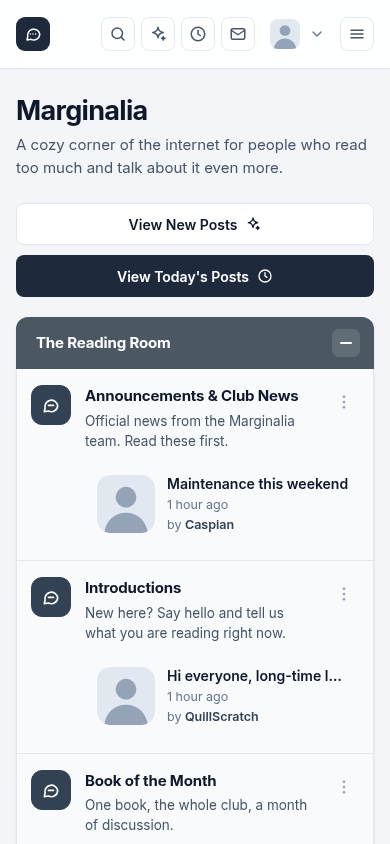 Marginalia
A cozy corner of the internet for people who read
too much and talk about it even more.
View New Posts
View Today's Posts
The Reading Room
Announcements & Club News
Official news from the Marginalia
team. Read these first.
Maintenance this weekend
1 hour ago
by Caspian
Introductions
New here? Say hello and tell us
what you are reading right now.
Hi everyone, long-time l...
1 hour ago
by QuillScratch
Book of the Month
One book, the whole club, a month
of discussion.